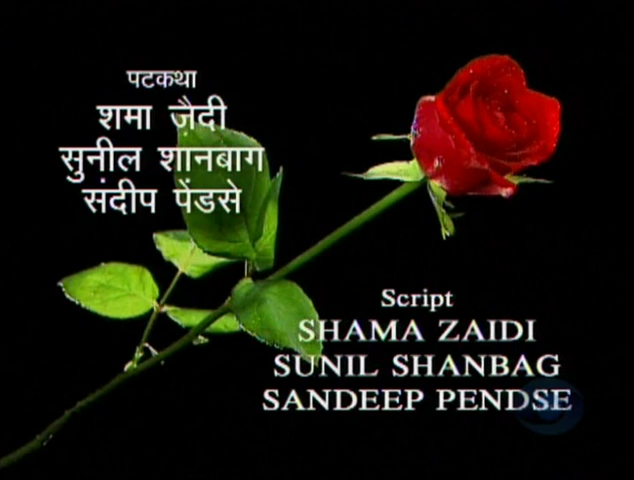 पटकथा
शमा ज़ैदी
सुनील शानबाग
संदीप पेंडसे
Script
SHAMA ZAIDI
SUNIL SHANBAG
SANDEEP PENDSE